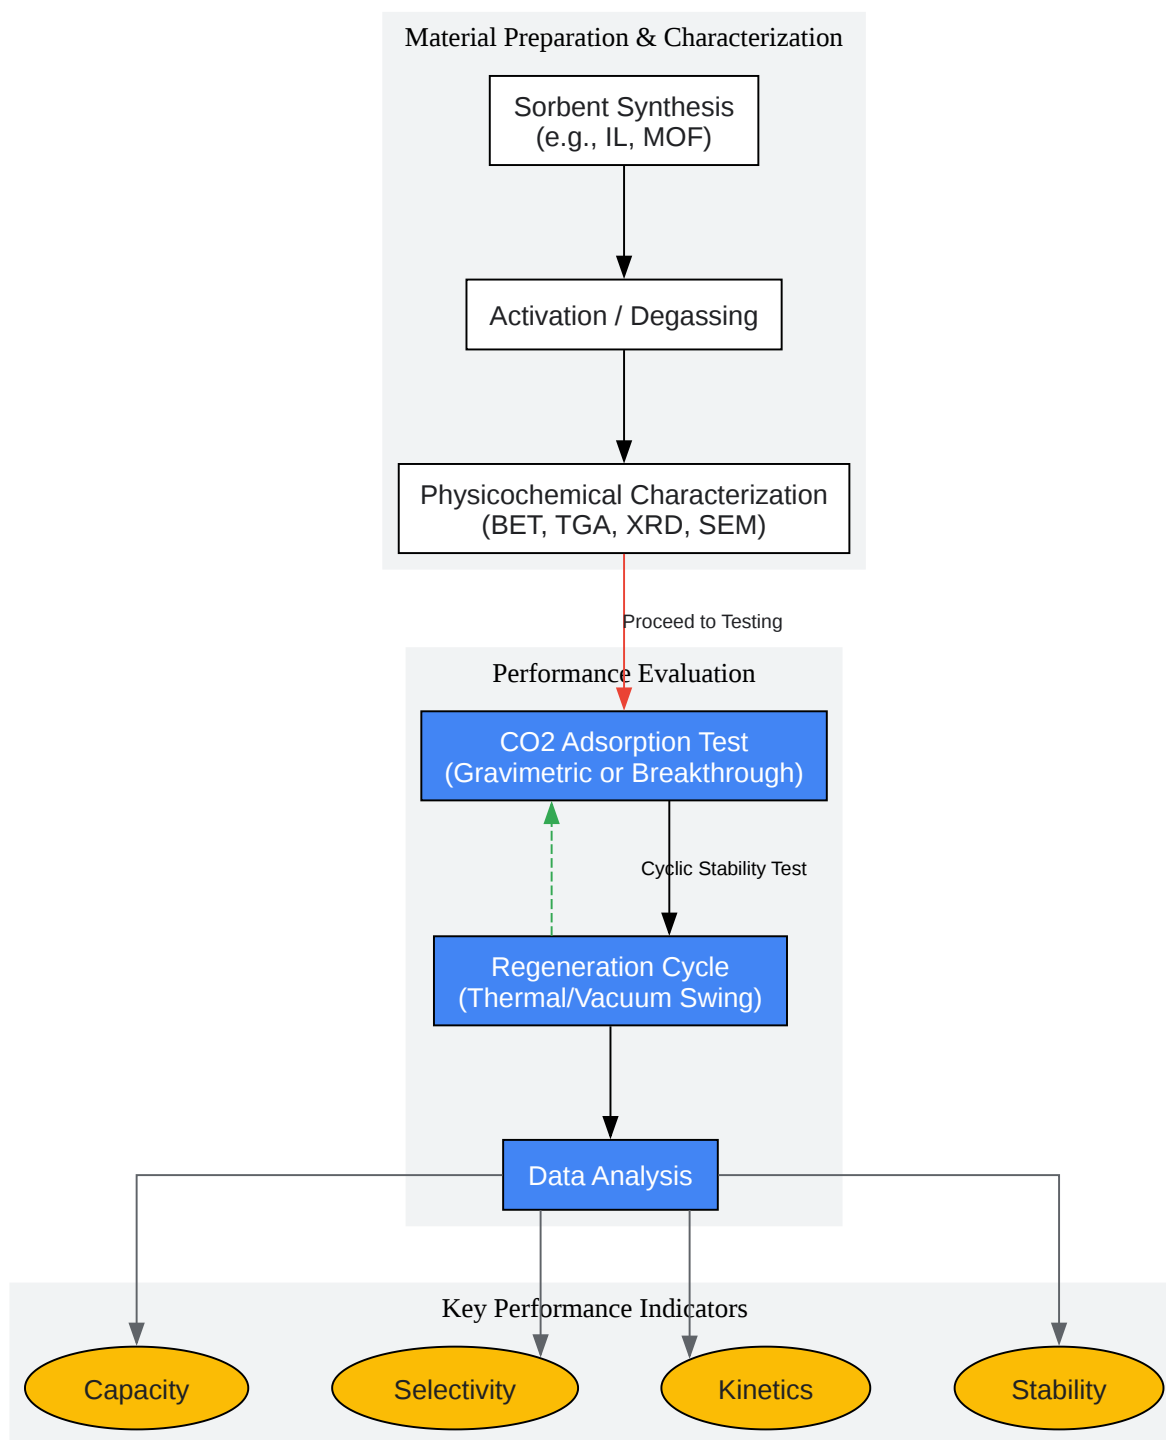 Material Preparation & Characterization
Sorbent Synthesis
(e.g., IL, MOF)
Activation / Degassing
Physicochemical Characterization
(BET, TGA, XRD, SEM)
Proceed to Testing
Performance Evaluation
CO2 Adsorption Test
(Gravimetric or Breakthrough)
Cyclic Stability Test
Regeneration Cycle
(Thermal/Vacuum Swing)
Data Analysis
Key Performance Indicators
Capacity
Selectivity
Kinetics
Stability